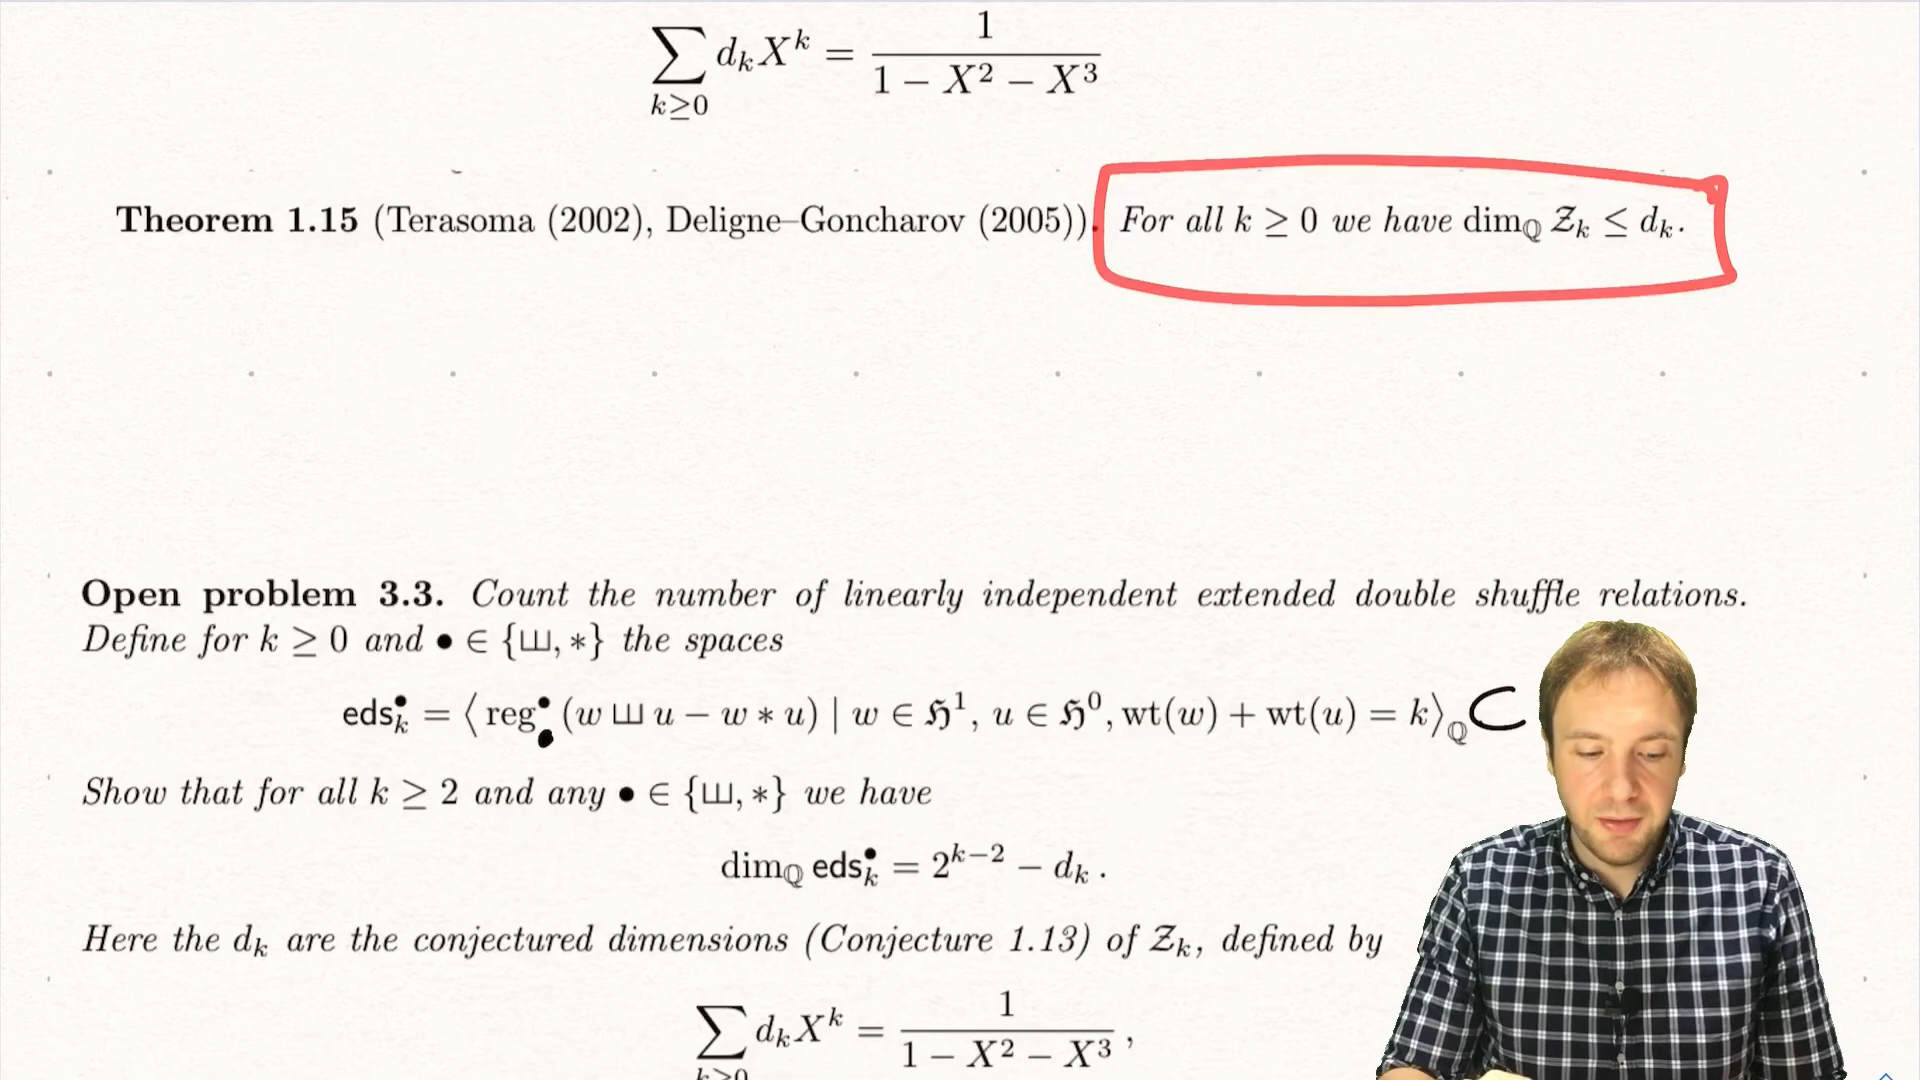 ∑_{k≥0} d_k X^k = 1 / (1 − X² − X³)
Theorem 1.15 (Terasoma (2002), Deligne–Goncharov (2005)). For all k ≥ 0 we have dim_ℚ 𝒵_k ≤ d_k.
Open problem 3.3. Count the number of linearly independent extended double shuffle relations.
Define for k ≥ 0 and • ∈ {ш, ∗} the spaces
eds_k^• = ⟨ reg_•^• (w ш u − w ∗ u) | w ∈ ℌ¹, u ∈ ℌ⁰, wt(w) + wt(u) = k⟩_ℚ ⊂
Show that for all k ≥ 2 and any • ∈ {ш, ∗} we have
dim_ℚ eds_k^• = 2^{k−2} − d_k .
Here the d_k are the conjectured dimensions (Conjecture 1.13) of 𝒵_k, defined by
∑_{k≥0} d_k X^k = 1 / (1 − X² − X³) ,